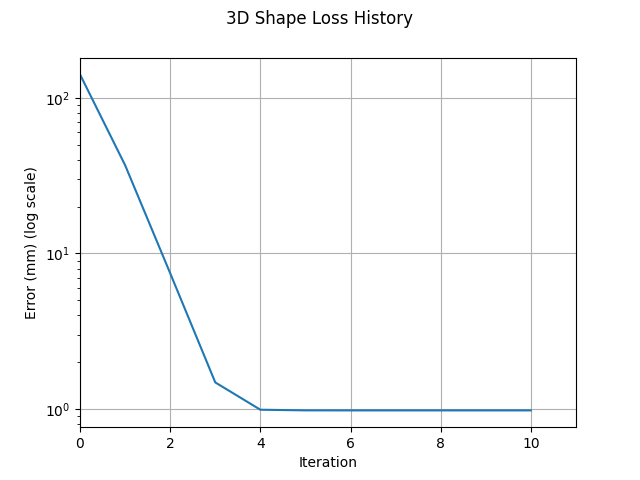 3D Shape Loss History
Error (mm) (log scale)
10²
10¹
10⁰
0 2 4 6 8 10
Iteration